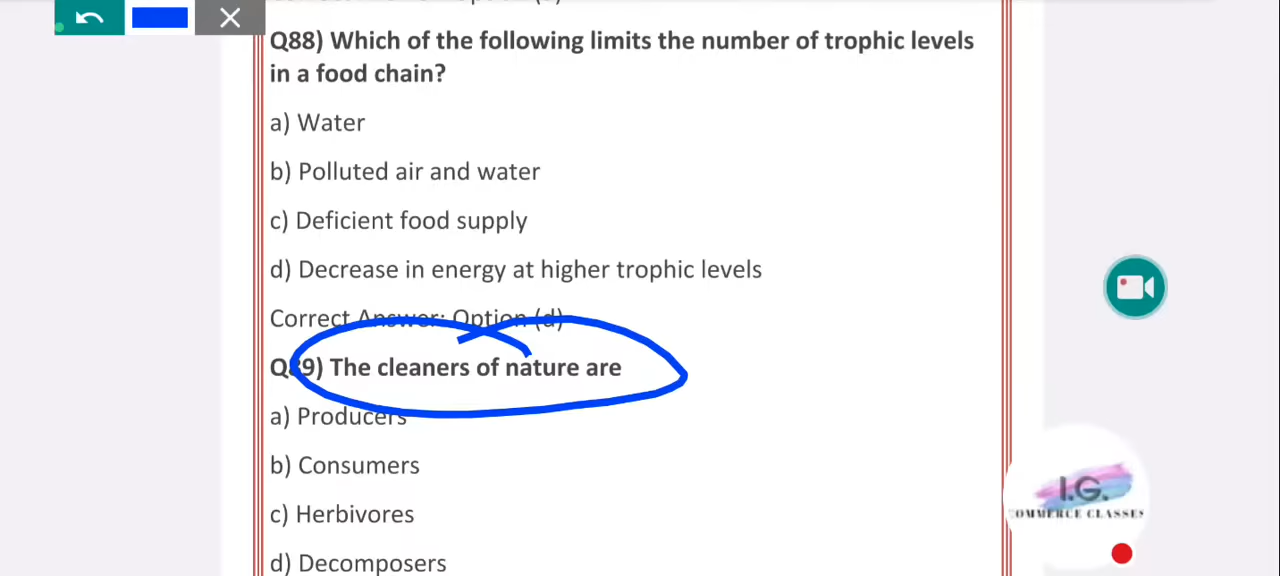 Q88) Which of the following limits the number of trophic levels
in a food chain?
a) Water
b) Polluted air and water
c) Deficient food supply
d) Decrease in energy at higher trophic levels
Correct Answer: Option (d)
Q89) The cleaners of nature are
a) Producers
b) Consumers
c) Herbivores
d) Decomposers
I.G.
COMMERCE CLASSES